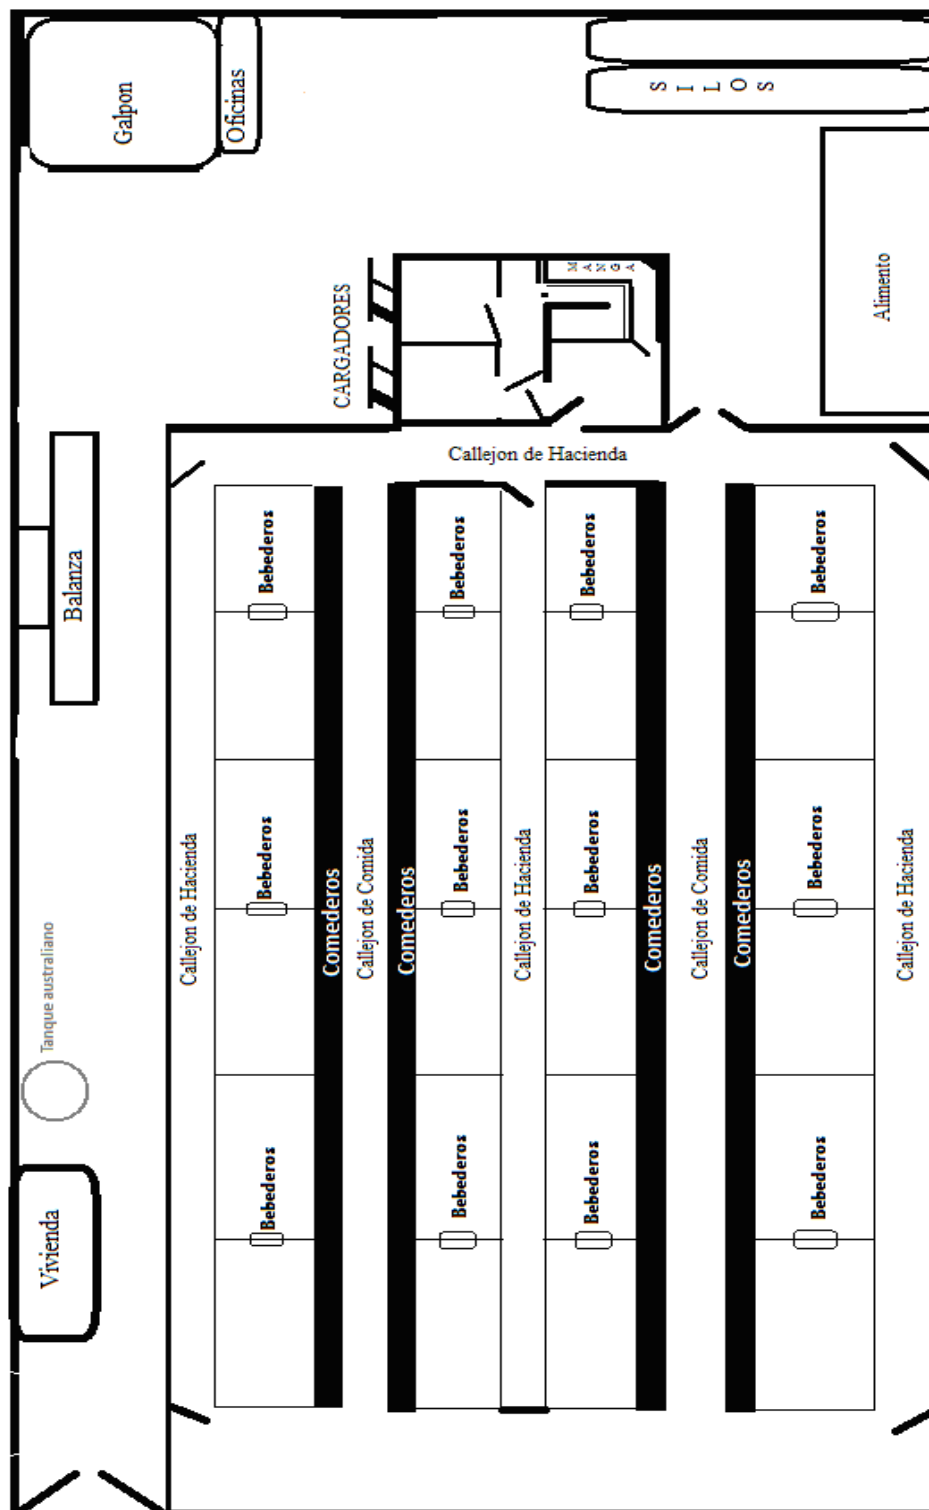 Galpon
Oficinas
SILOS
Alimento
MANGA
CARGADORES
Callejon de Hacienda
Balanza
Bebederos
Bebederos
Bebederos
Bebederos
Callejon de Hacienda
Bebederos
Comederos
Callejon de Comida
Comederos
Bebederos
Callejon de Hacienda
Bebederos
Comederos
Callejon de Comida
Comederos
Bebederos
Callejon de Hacienda
Tanque australiano
Vivienda
Bebederos
Bebederos
Bebederos
Bebederos